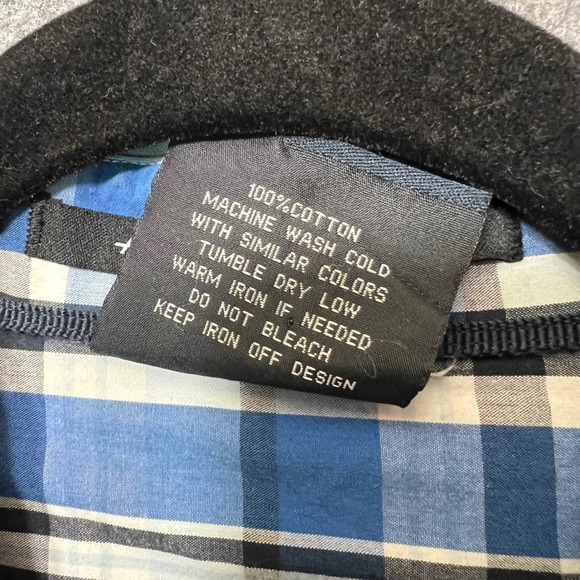 100%COTTON
MACHINE WASH COLD
WITH SIMILAR COLORS
TUMBLE DRY LOW
WARM IRON IF NEEDED
DO NOT BLEACH
KEEP IRON OFF DESIGN